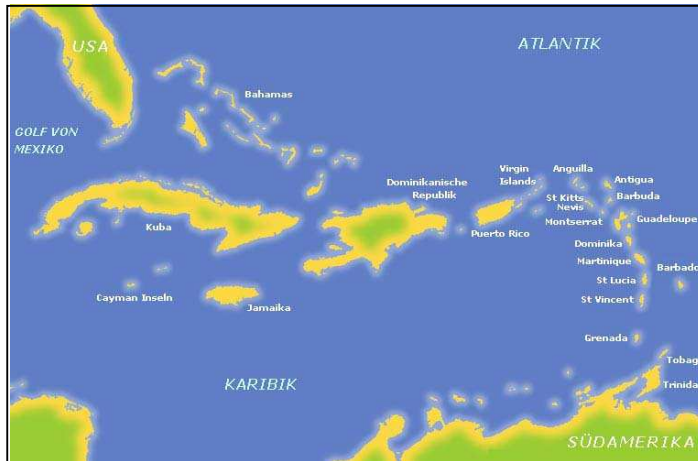 USA
ATLANTIK
Bahamas
GOLF VON
MEXIKO
Dominikanische
Republik
Virgin
Islands
Anguilla
Antigua
Barbuda
St Kitts
Nevis
Montserrat
Guadeloupe
Kuba
Puerto Rico
Dominika
Martinique
Barbado
St Lucia
Cayman Inseln
Jamaika
St Vincent
Grenada
Tobag
KARIBIK
Trinida
SÜDAMERIKA